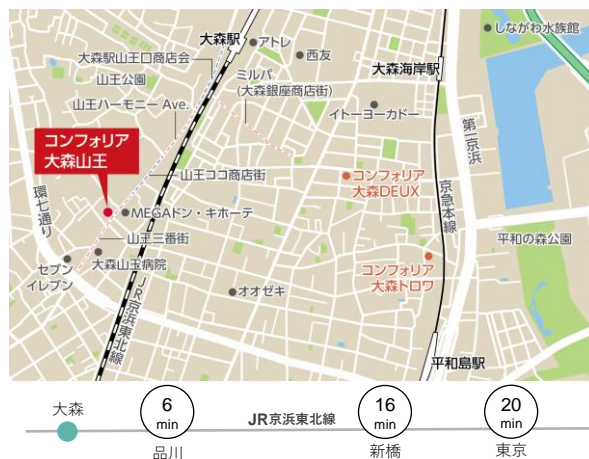 しながわ水族館
大森駅
アトレ
大森駅山王口商店会
西友
山王公園
ミルパ
(大森銀座商店街)
大森海岸駅
山王ハーモニー Ave.
イトーヨーカドー
第一京浜
コンフォリア
大森山王
山王ココ商店街
コンフォリア
大森DEUX
京急本線
環七通り
MEGAドン・キホーテ
山王三番街
平和の森公園
セブン
イレブン
大森山王病院
コンフォリア
大森トロワ
オオゼキ
JR京浜東北線
平和島駅
大森
6
min
品川
JR京浜東北線
16
min
新橋
20
min
東京